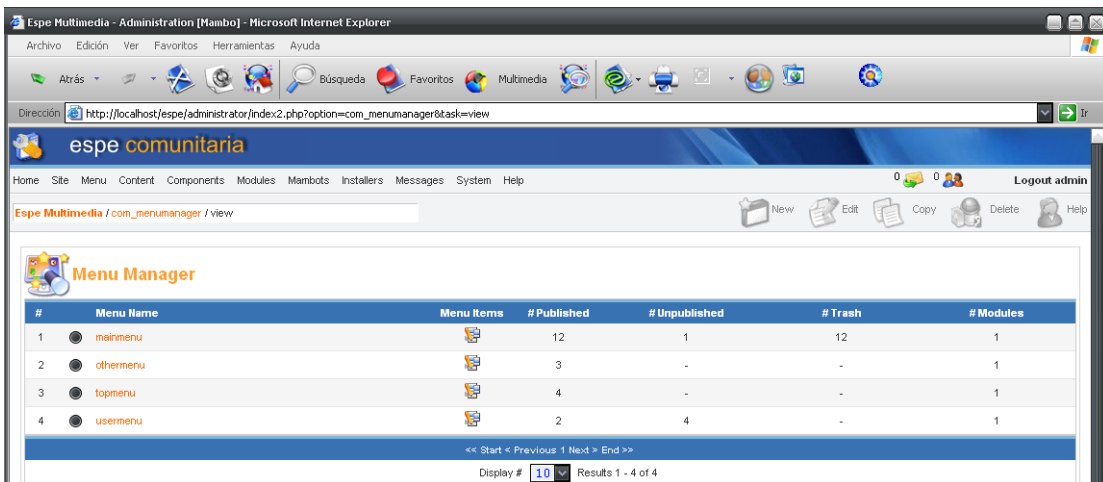 Espe Multimedia - Administration [Mambo] - Microsoft Internet Explorer
Archivo Edición Ver Favoritos Herramientas Ayuda
Atrás Búsqueda Favoritos Multimedia
Dirección http://localhost/espe/administrator/index2.php?option=com_menumanager&task=view Ir
espe comunitaria
Home Site Menu Content Components Modules Mambots Installers Messages System Help 0 0 Logout admin
Espe Multimedia / com_menumanager / view New Edit Copy Delete Help
Menu Manager
# Menu Name Menu Items # Published # Unpublished # Trash # Modules
1 mainmenu 12 1 12 1
2 othermenu 3 - - 1
3 topmenu 4 - - 1
4 usermenu 2 4 - 1
<< Start < Previous 1 Next > End >>
Display # 10 Results 1 - 4 of 4